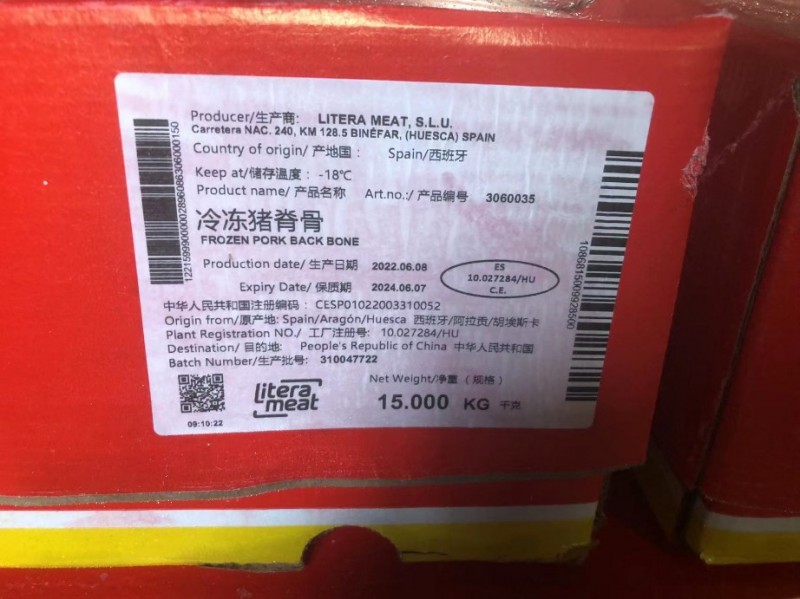 Producer/生产商: LITERA MEAT, S.L.U.
Carretera NAC. 240, KM 128.5 BINÉFAR, (HUESCA) SPAIN
Country of origin/ 产地国: Spain/西班牙
Keep at/储存温度: -18℃
Product name/ 产品名称 Art.no.:/ 产品编号 3060035
冷冻猪脊骨
FROZEN PORK BACK BONE
Production date/ 生产日期 2022.06.08
Expiry Date/ 保质期 2024.06.07
ES
10.027284/HU
C.E.
中华人民共和国注册编码: CESP01022003310052
Origin from/原产地: Spain/Aragón/Huesca 西班牙/阿拉贡/胡埃斯卡
Plant Registration NO./ 工厂注册号: 10.027284/HU
Destination/ 目的地: People's Republic of China 中华人民共和国
Batch Number/生产批号: 310047722
Net Weight/净重 (规格)
15.000 KG 千克
litera
meat
09:10:22